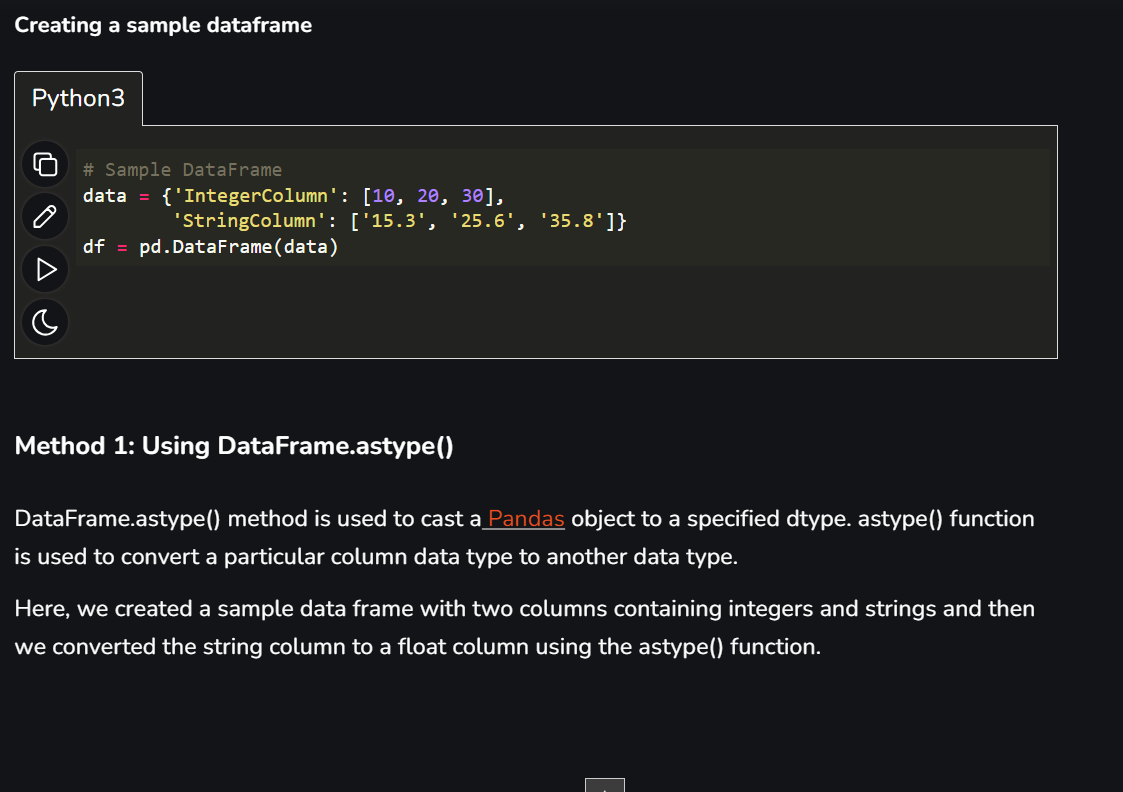 Creating a sample dataframe
Python3
# Sample DataFrame
data = {'IntegerColumn': [10, 20, 30],
        'StringColumn': ['15.3', '25.6', '35.8']}
df = pd.DataFrame(data)
Method 1: Using DataFrame.astype()
DataFrame.astype() method is used to cast a Pandas object to a specified dtype. astype() function
is used to convert a particular column data type to another data type.
Here, we created a sample data frame with two columns containing integers and strings and then
we converted the string column to a float column using the astype() function.